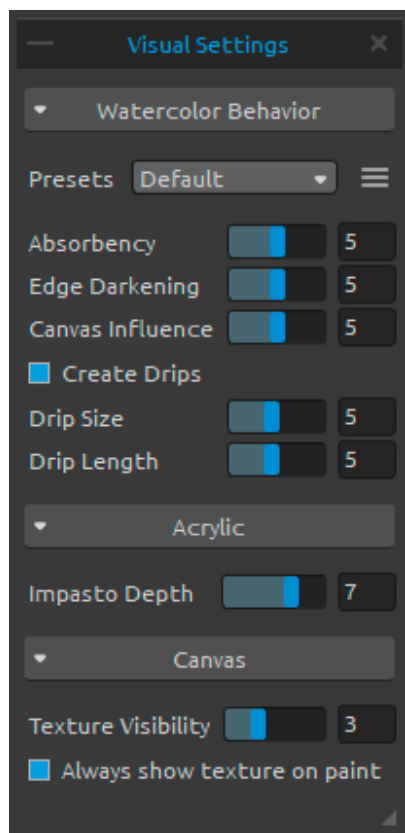 Visual Settings
Watercolor Behavior
Presets Default
Absorbency 5
Edge Darkening 5
Canvas Influence 5
Create Drips
Drip Size 5
Drip Length 5
Acrylic
Impasto Depth 7
Canvas
Texture Visibility 3
Always show texture on paint